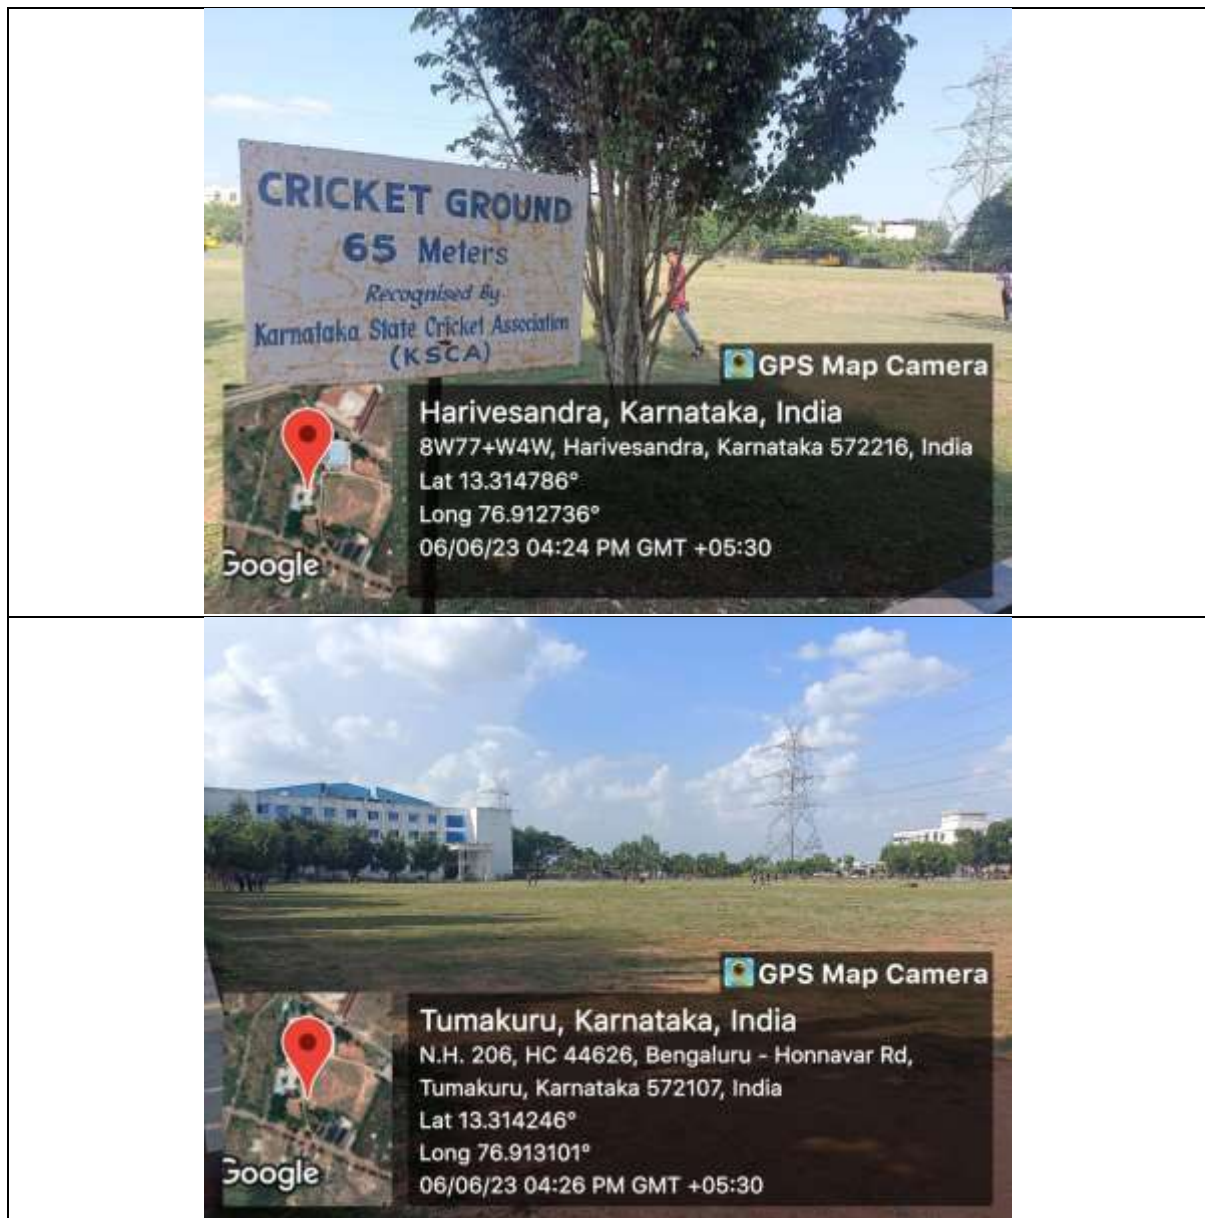 CRICKET GROUND
65 Meters
Recognised By
Karnataka State Cricket Association
(KSCA)
GPS Map Camera
Harivesandra, Karnataka, India
8W77+W4W, Harivesandra, Karnataka 572216, India
Lat 13.314786°
Long 76.912736°
06/06/23 04:24 PM GMT +05:30
Google
GPS Map Camera
Tumakuru, Karnataka, India
N.H. 206, HC 44626, Bengaluru - Honnavar Rd,
Tumakuru, Karnataka 572107, India
Lat 13.314246°
Long 76.913101°
06/06/23 04:26 PM GMT +05:30
Google